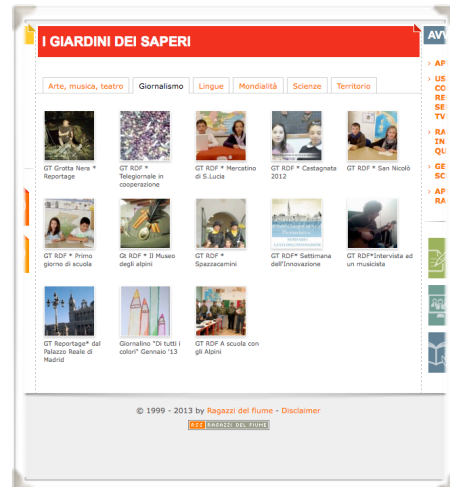 I GIARDINI DEI SAPERI
AVV
Arte, musica, teatro
Giornalismo
Lingue
Mondialità
Scienze
Territorio
GT Grotta Nera *
Reportage
GT RDF *
Telegiornale in
cooperazione
GT RDF * Mercatino
di S.Lucia
GT RDF * Castagnata
2012
GT RDF * San Nicolò
GT RDF * Primo
giorno di scuola
Gt RDF * Il Museo
degli alpini
GT RDF *
Spazzacamini
GT RDF* Settimana
dell'Innovazione
GT RDF*Intervista ad
un musicista
GT Reportage* dal
Palazzo Reale di
Madrid
Giornalino "Di tutti i
colori" Gennaio '13
GT RDF A scuola con
gli Alpini
AP
US
CO
RE
SE
TV
RA
IN
QU
GE
SC
AP
RA
© 1999 - 2013 by Ragazzi del fiume - Disclaimer
RSS RAGAZZI DEL FIUME